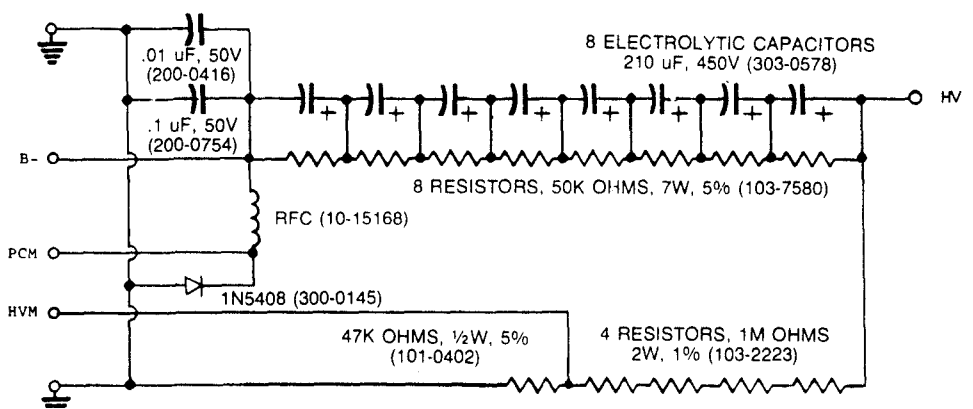 .01 uF, 50V
(200-0416)
8 ELECTROLYTIC CAPACITORS
210 uF, 450V (303-0578)
+ + + + + + + +
HV
.1 uF, 50V
(200-0754)
B-
8 RESISTORS, 50K OHMS, 7W, 5% (103-7580)
RFC (10-15168)
PCM
1N5408 (300-0145)
HVM
47K OHMS, ½W, 5%
(101-0402)
4 RESISTORS, 1M OHMS
2W, 1% (103-2223)